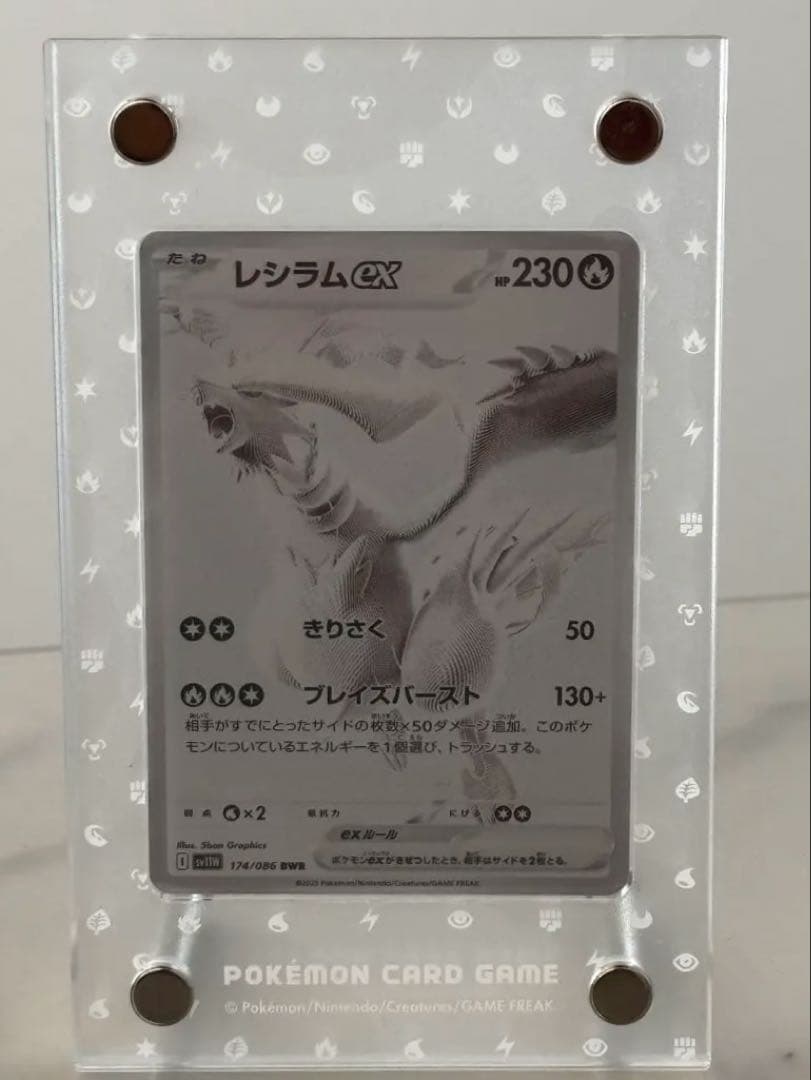 たね
レシラムex
HP230
きりさく 50
ブレイズバースト 130+
相手がすでにとったサイドの枚数×50ダメージ追加。このポケ
モンについているエネルギーを1個選び、トラッシュする。
弱点 ×2 抵抗力 にげる
exルール
Illus. 5ban Graphics
ポケモンexがきぜつしたとき、相手はサイドを2枚とる。
I sv11W 174/086 BWR
©2025 Pokémon/Nintendo/Creatures/GAME FREAK
POKÉMON CARD GAME
© Pokémon/Nintendo/Creatures/GAME FREAK